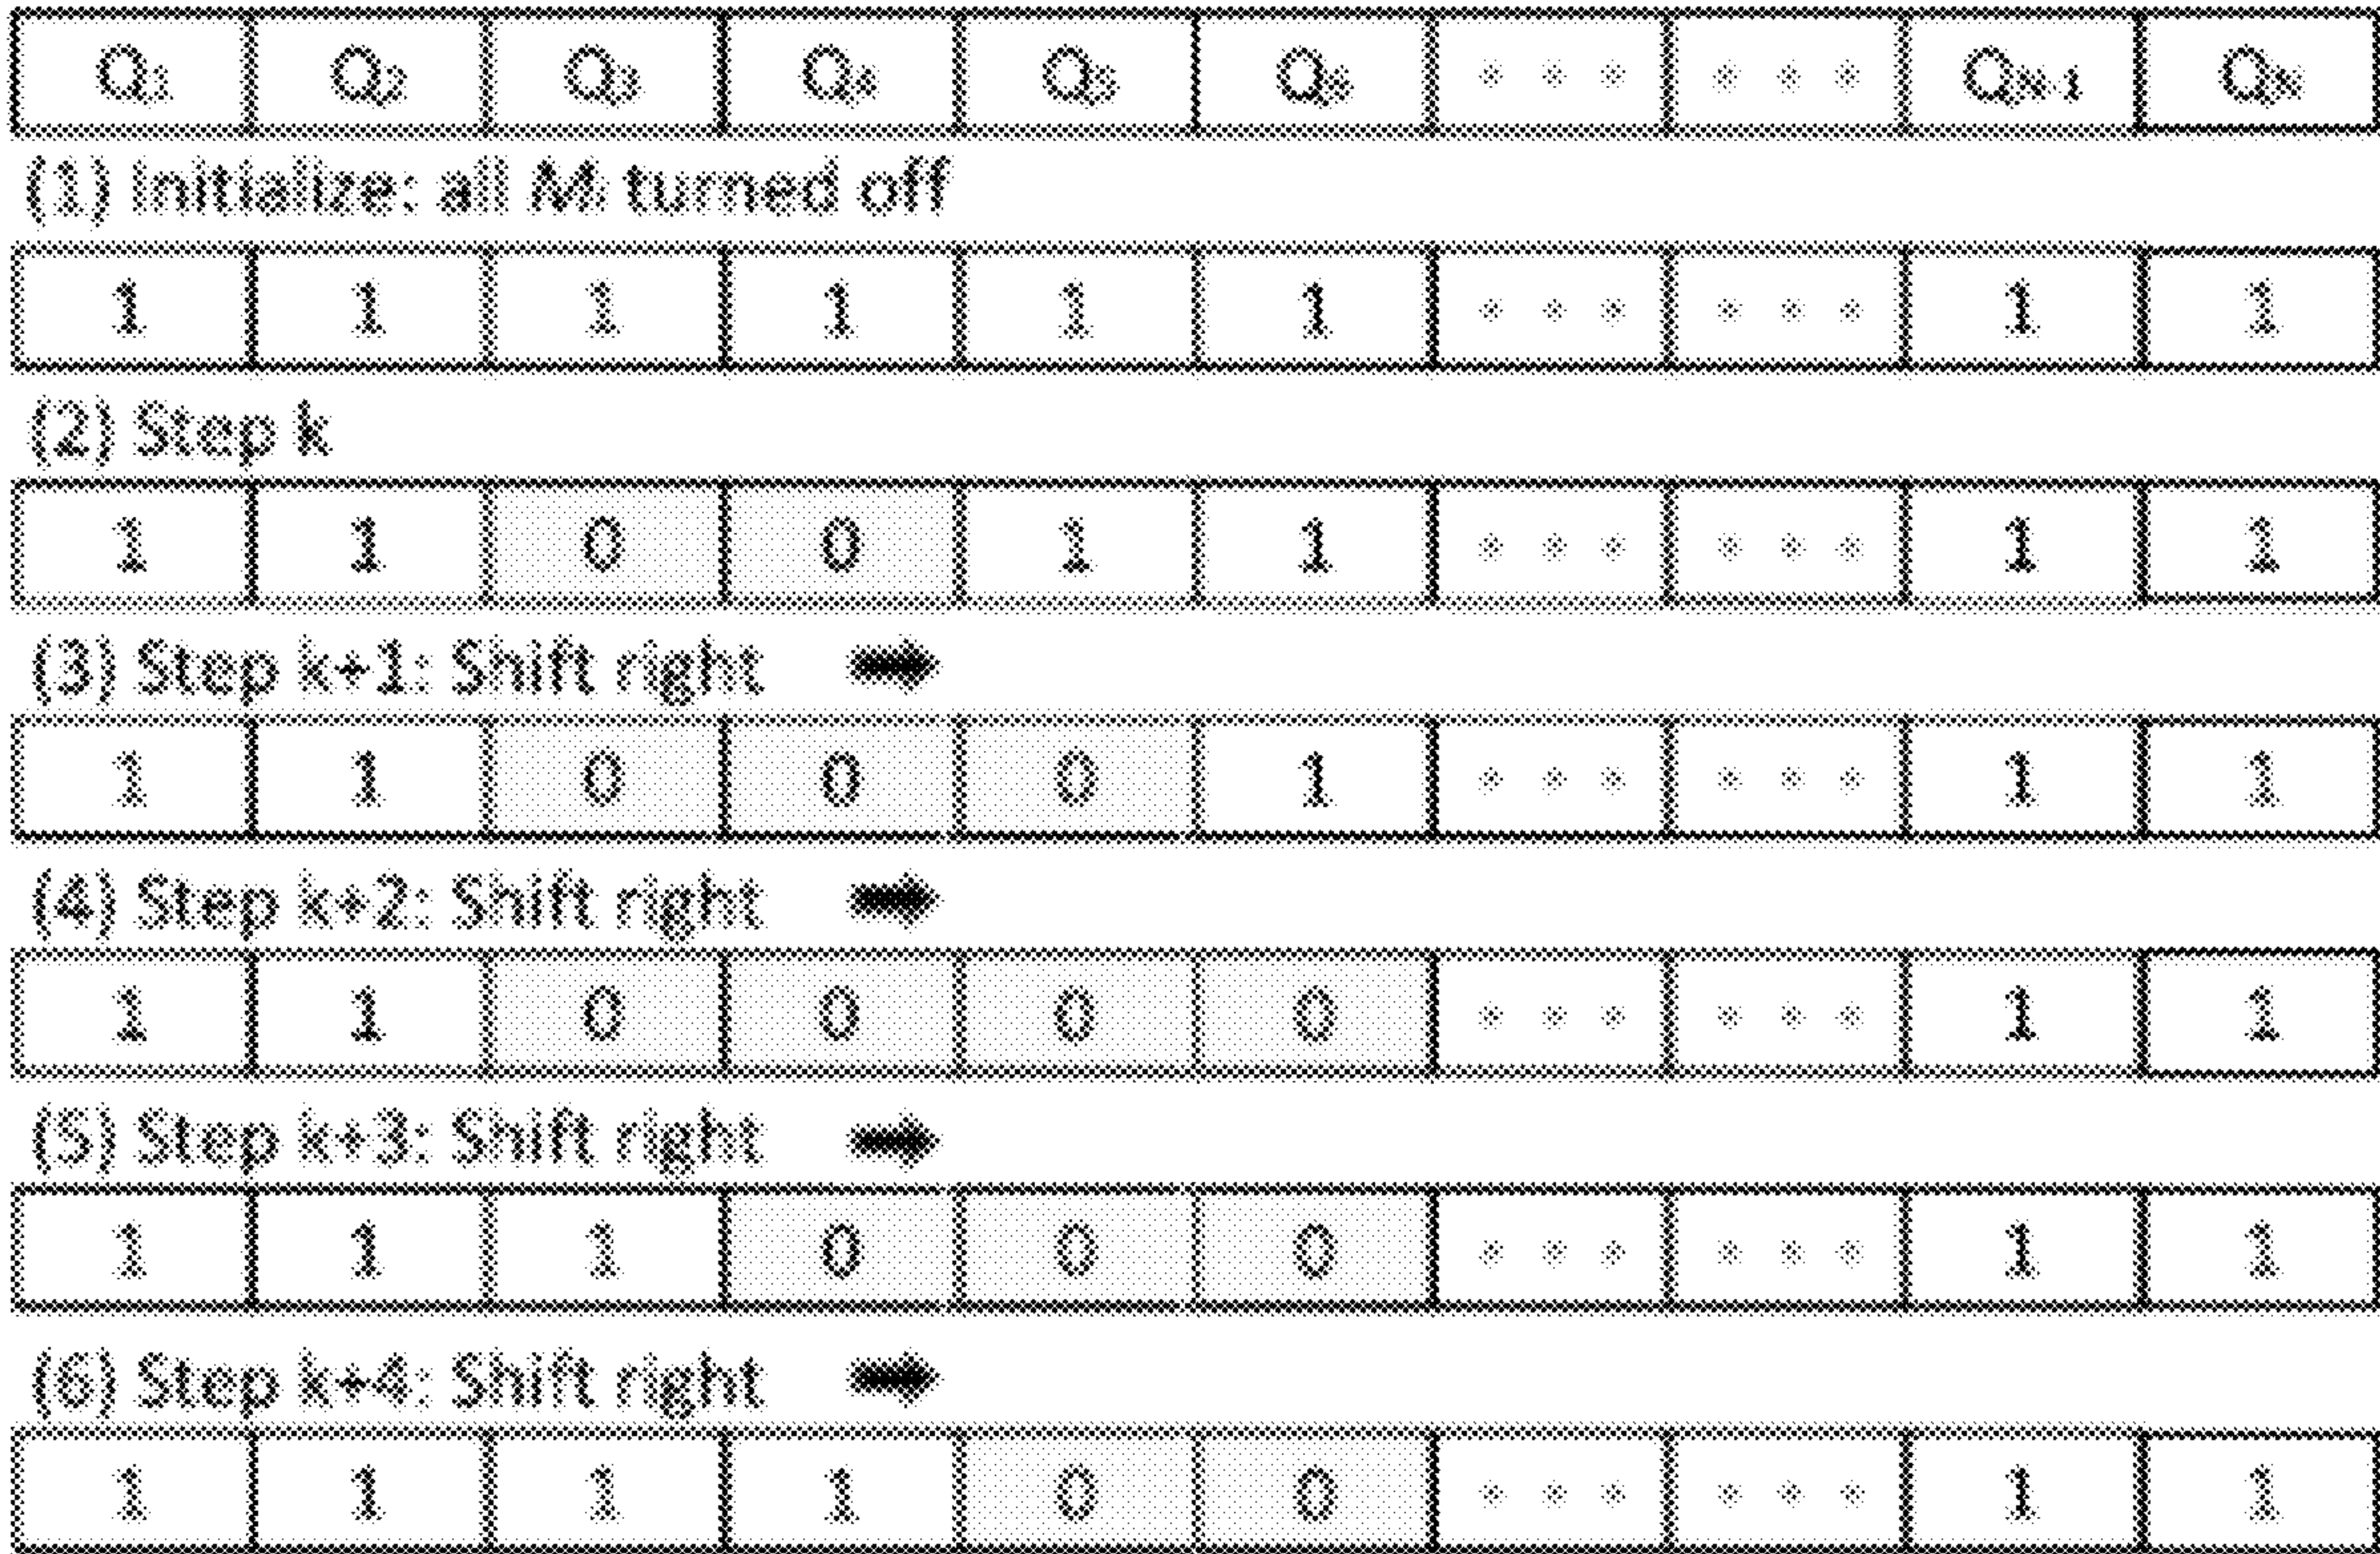 Q1 Q2 Q3 Q4 Q5 Q6 • • • • • • QN-1 QN
(1) Initialize: all Mi turned off
1 1 1 1 1 1 • • • • • • 1 1
(2) Step k
1 1 0 0 1 1 • • • • • • 1 1
(3) Step k+1: Shift right
1 1 0 0 0 1 • • • • • • 1 1
(4) Step k+2: Shift right
1 1 0 0 0 0 • • • • • • 1 1
(5) Step k+3: Shift right
1 1 1 0 0 0 • • • • • • 1 1
(6) Step k+4: Shift right
1 1 1 1 0 0 • • • • • • 1 1